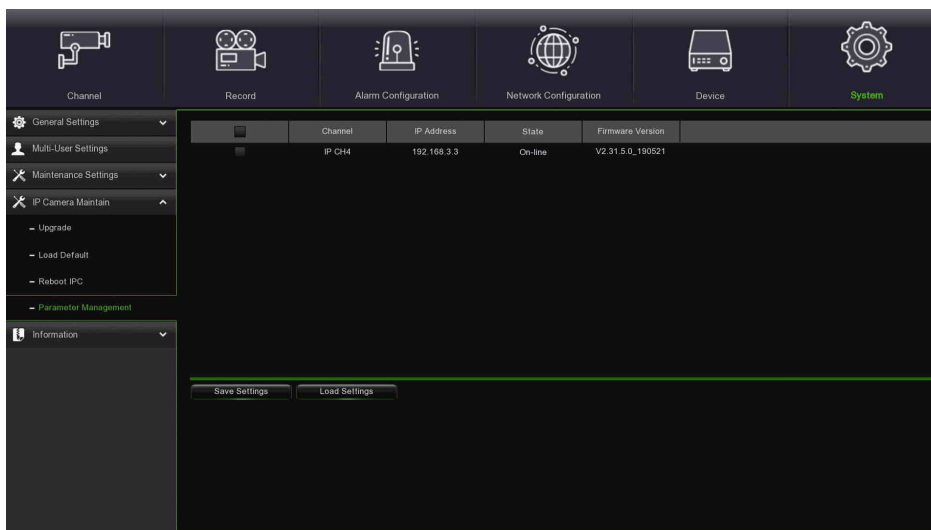 Channel
Record
Alarm Configuration
Network Configuration
Device
System
General Settings
Multi-User Settings
Maintenance Settings
IP Camera Maintain
Upgrade
Load Default
Reboot IPC
Parameter Management
Information
Channel IP Address State Firmware Version
IP CH4 192.168.3.3 On-line V2.31.5.0_190521
Save Settings Load Settings